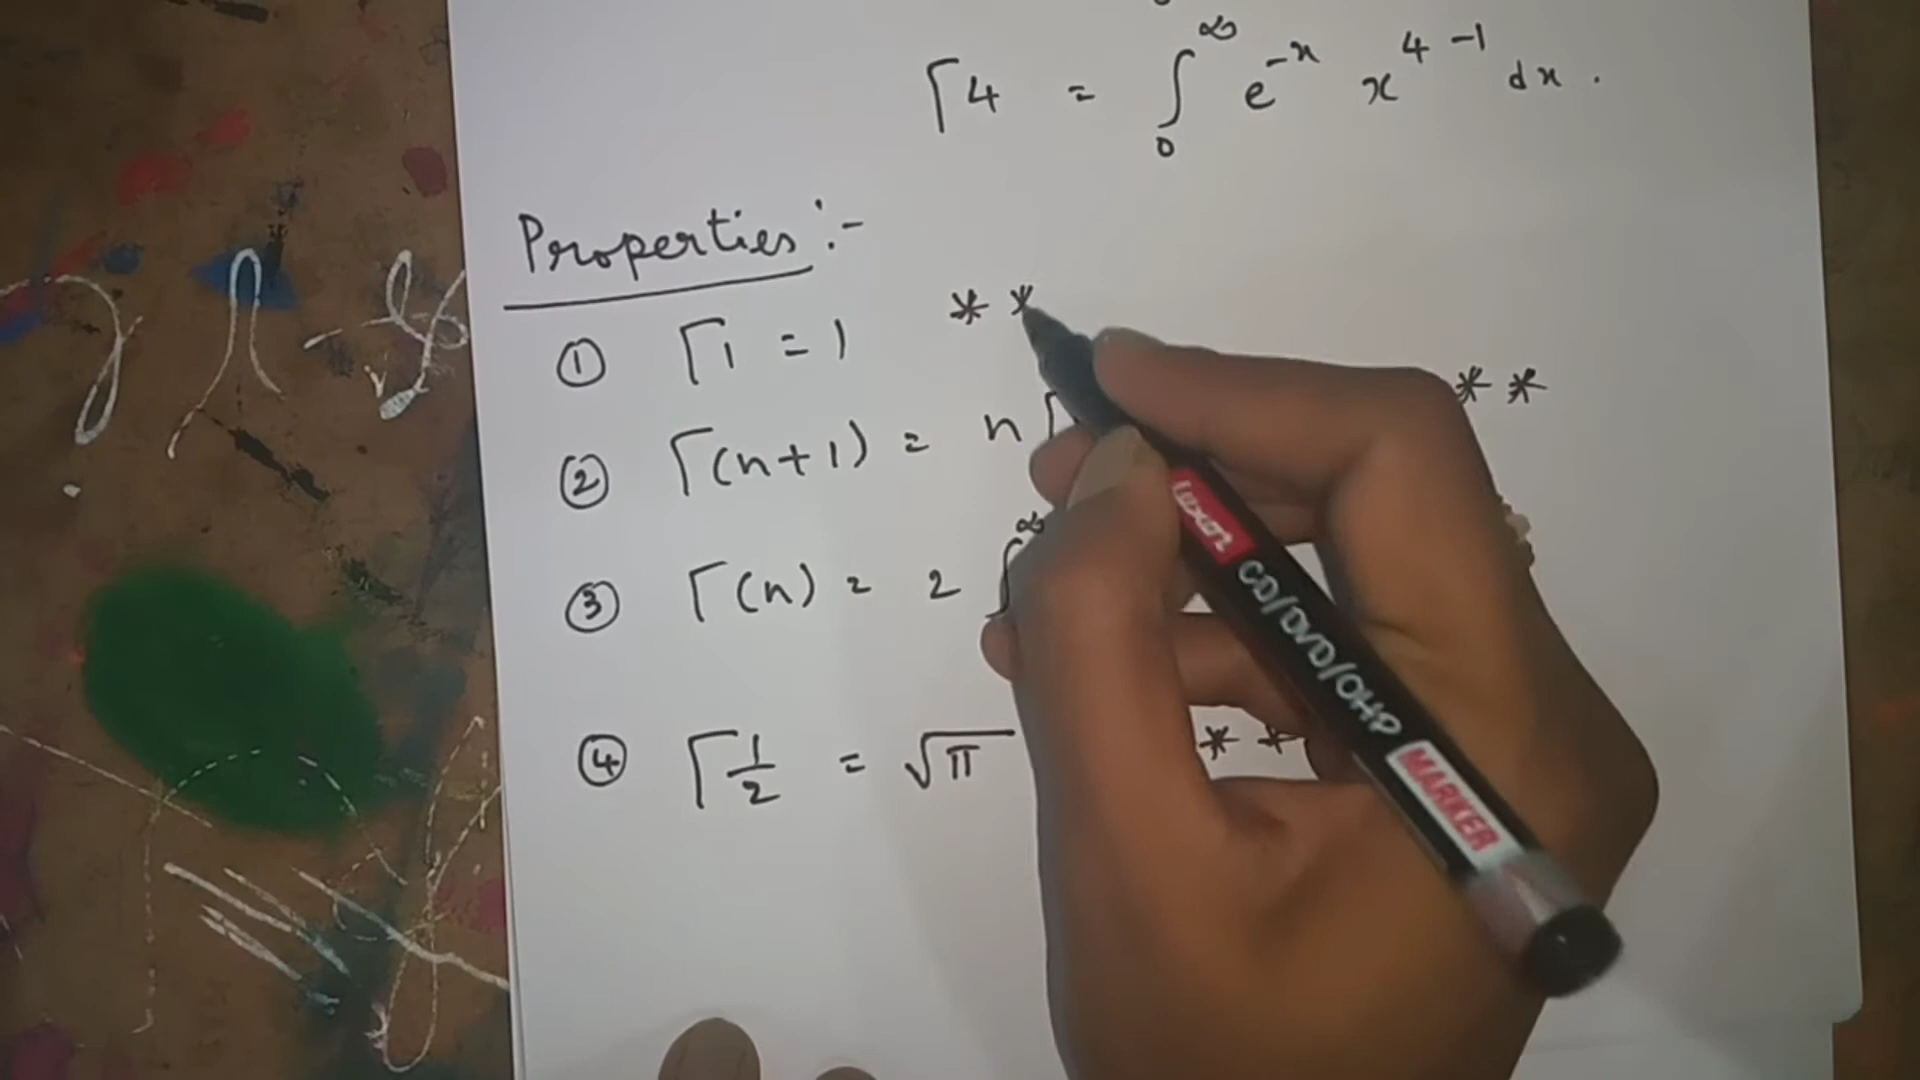 Γ4 = ∫₀^∞ e^-x x^4-1 dx .
Properties :-
① Γ1 = 1 * *
② Γ(n+1) = n Γ * *
③ Γ(n) = 2 ∫ ∞
④ Γ1/2 = √π * *
Luxor
CD/DVD/OHP
MARKER